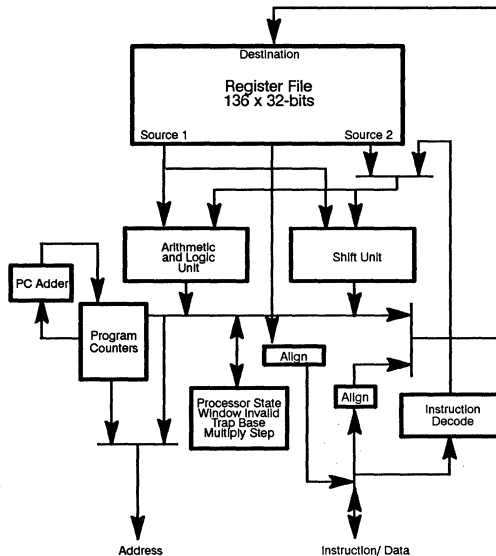 Destination
Register File
136 x 32-bits
Source 1
Source 2
Arithmetic
and Logic
Unit
Shift Unit
PC Adder
Program
Counters
Align
Processor State
Window Invalid
Trap Base
Multiply Step
Align
Instruction
Decode
Address
Instruction/ Data